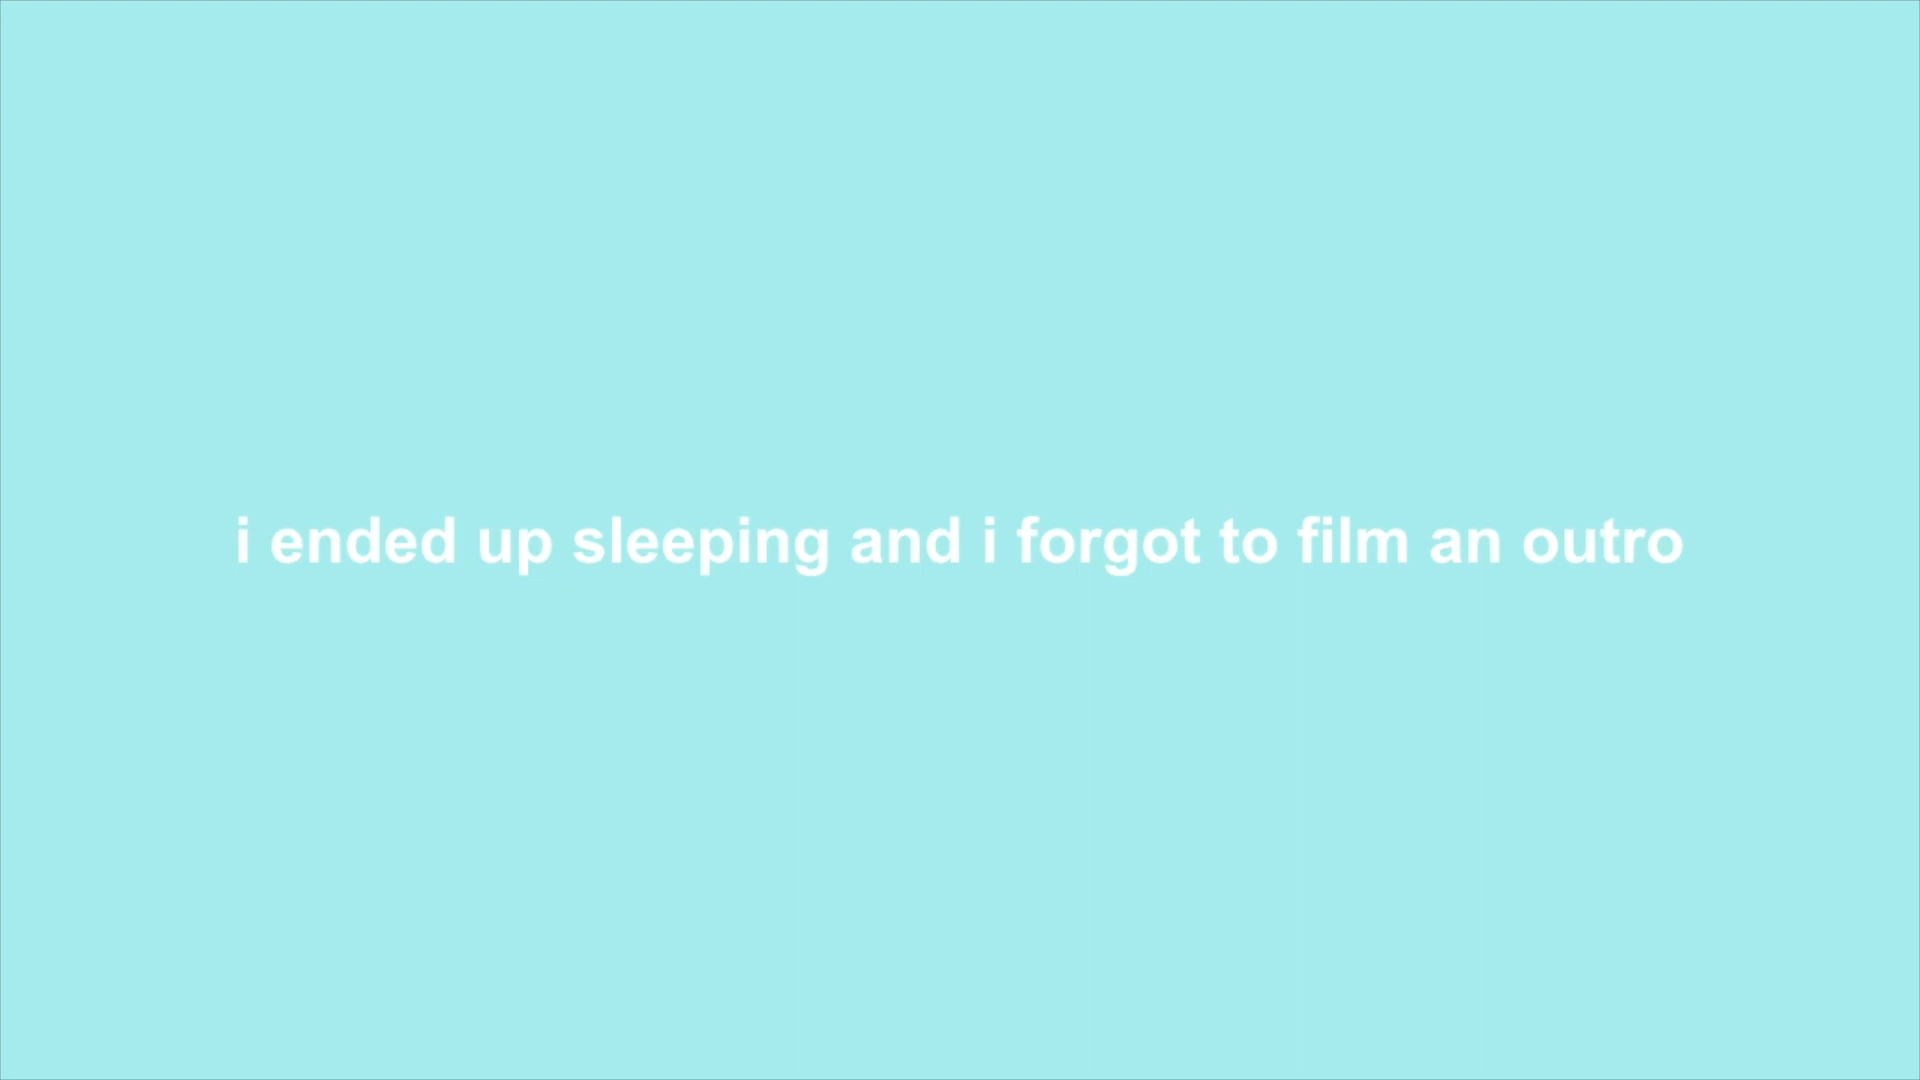 i ended up sleeping and i forgot to film an outro